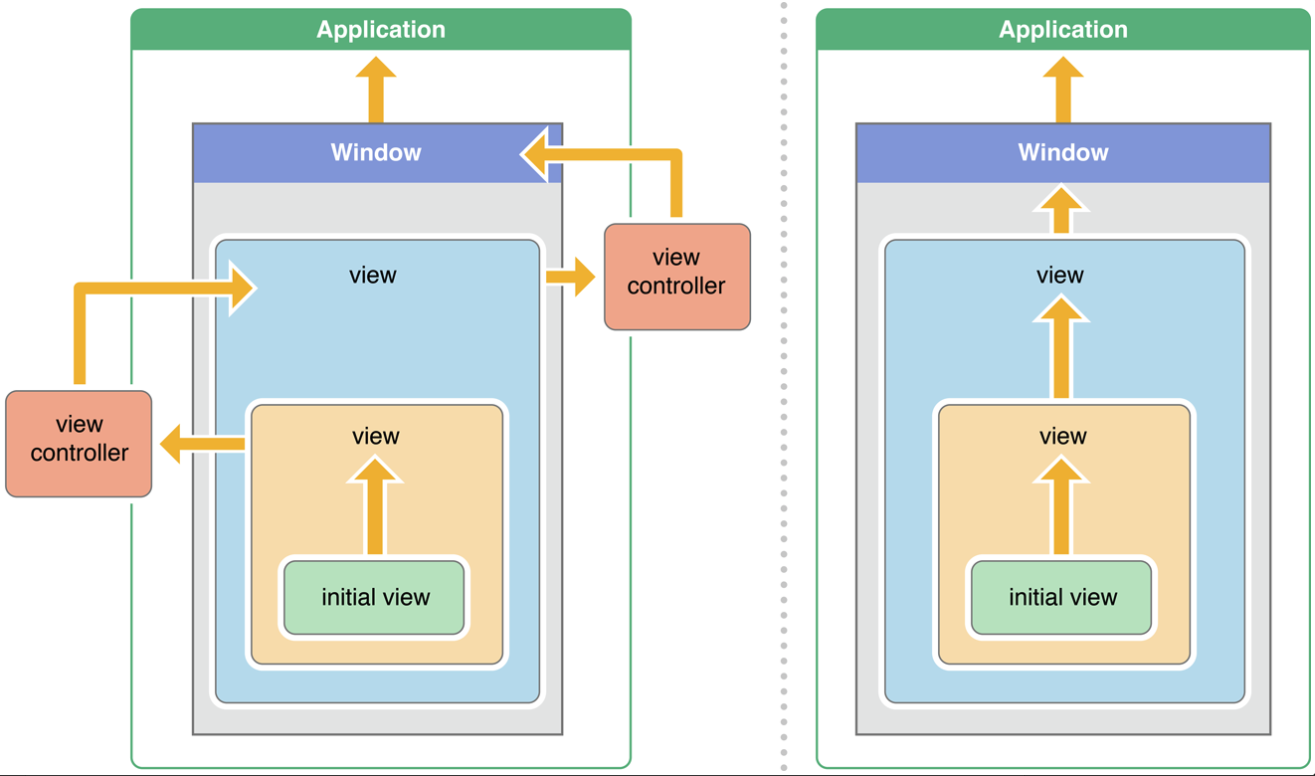 Application
Window
view
view
controller
view
controller
view
initial view
Application
Window
view
view
initial view